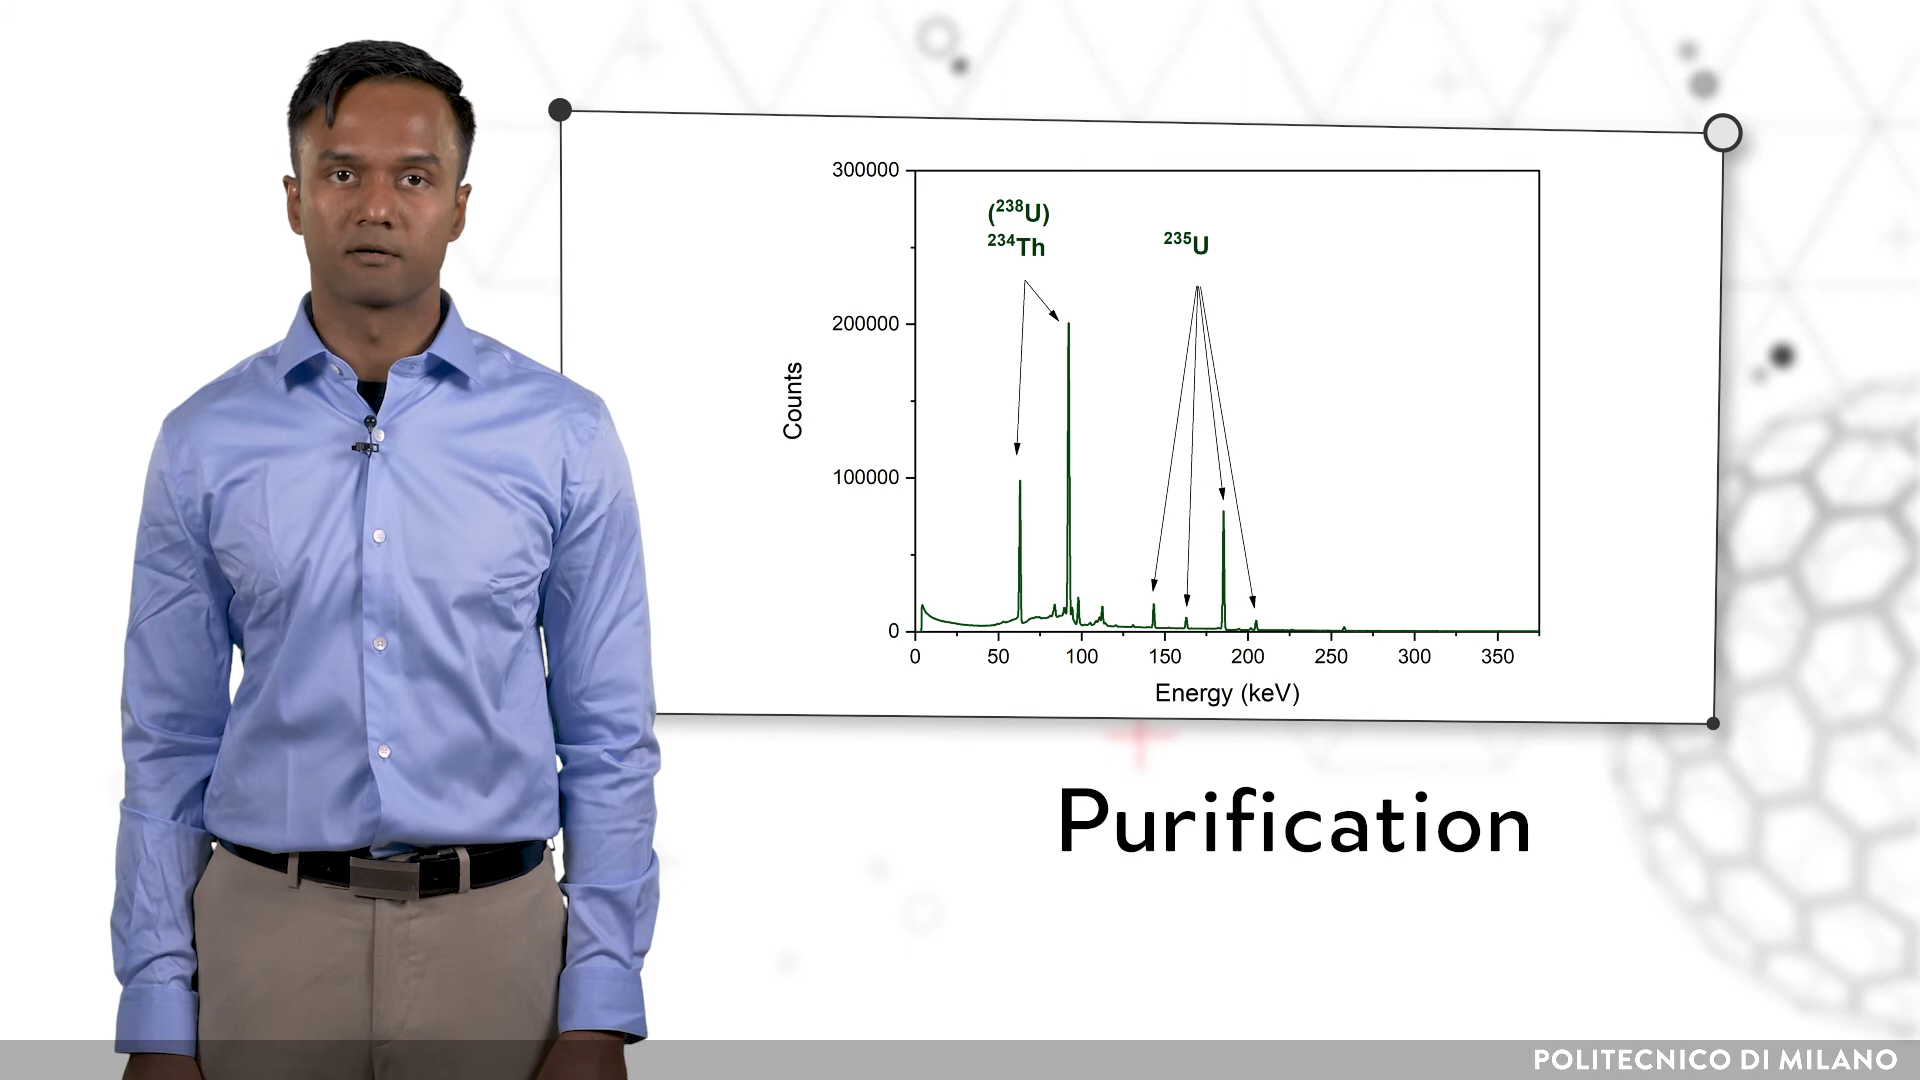 300000
(²³⁸U)
²³⁴Th
²³⁵U
200000
Counts
100000
0
0 50 100 150 200 250 300 350
Energy (keV)
Purification
POLITECNICO DI MILANO